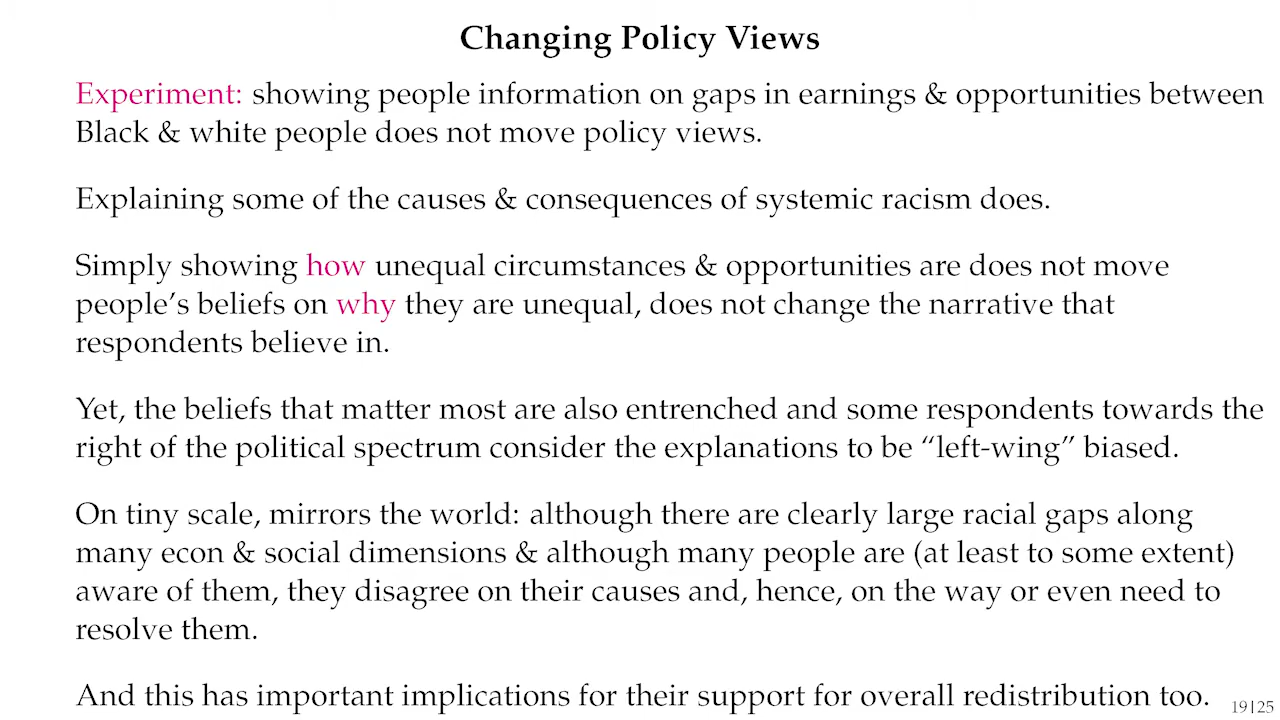 Changing Policy Views
Experiment: showing people information on gaps in earnings & opportunities between
Black & white people does not move policy views.
Explaining some of the causes & consequences of systemic racism does.
Simply showing how unequal circumstances & opportunities are does not move
people’s beliefs on why they are unequal, does not change the narrative that
respondents believe in.
Yet, the beliefs that matter most are also entrenched and some respondents towards the
right of the political spectrum consider the explanations to be “left-wing” biased.
On tiny scale, mirrors the world: although there are clearly large racial gaps along
many econ & social dimensions & although many people are (at least to some extent)
aware of them, they disagree on their causes and, hence, on the way or even need to
resolve them.
And this has important implications for their support for overall redistribution too.
19|25